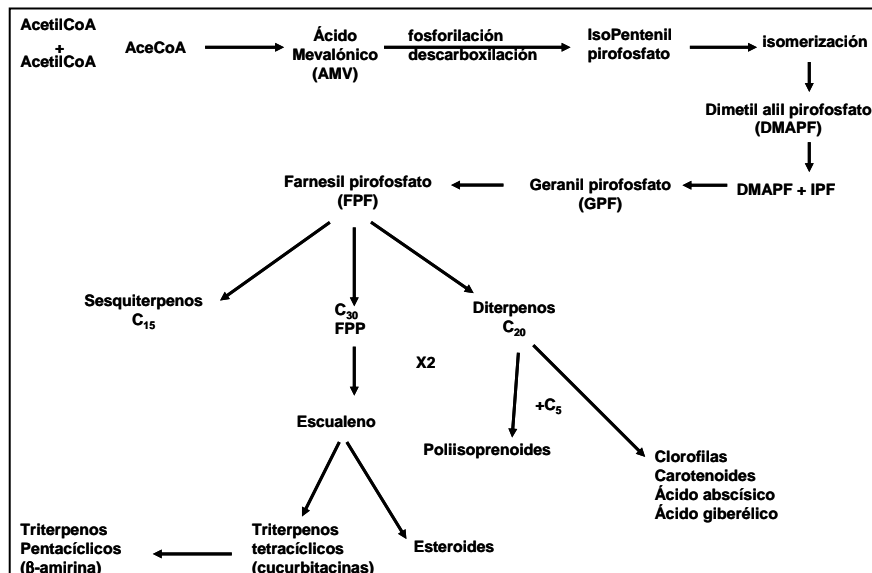 AcetilCoA
+
AcetilCoA
AceCoA
Ácido
Mevalónico
(AMV)
fosforilación
descarboxilación
IsoPentenil
pirofosfato
isomerización
Dimetil alil pirofosfato
(DMAPF)
DMAPF + IPF
Geranil pirofosfato
(GPF)
Farnesil pirofosfato
(FPF)
Sesquiterpenos
C15
C30
FPP
Diterpenos
C20
X2
+C5
Escualeno
Poliisoprenoides
Clorofilas
Carotenoides
Ácido abscísico
Ácido giberélico
Triterpenos
Pentacíclicos
(β-amirina)
Triterpenos
tetracíclicos
(cucurbitacinas)
Esteroides